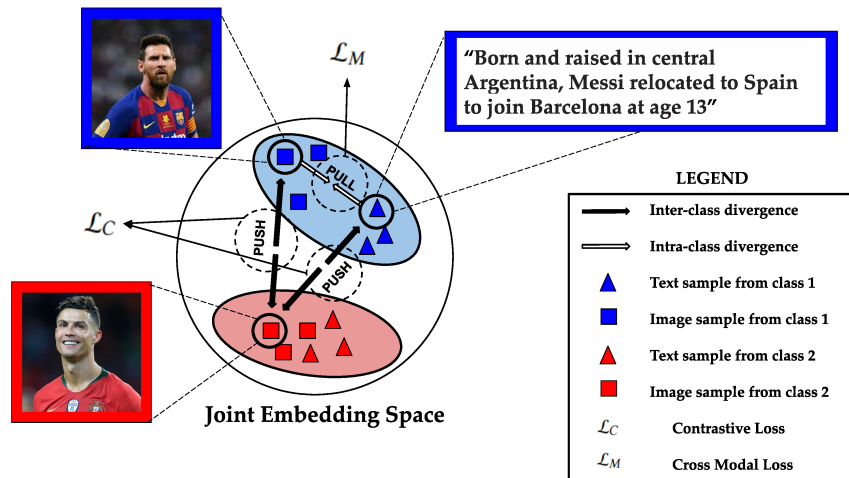 ℒ_M
“Born and raised in central
Argentina, Messi relocated to Spain
to join Barcelona at age 13”
PULL
ℒ_C
PUSH
PUSH
Joint Embedding Space
LEGEND
Inter-class divergence
Intra-class divergence
Text sample from class 1
Image sample from class 1
Text sample from class 2
Image sample from class 2
ℒ_C Contrastive Loss
ℒ_M Cross Modal Loss